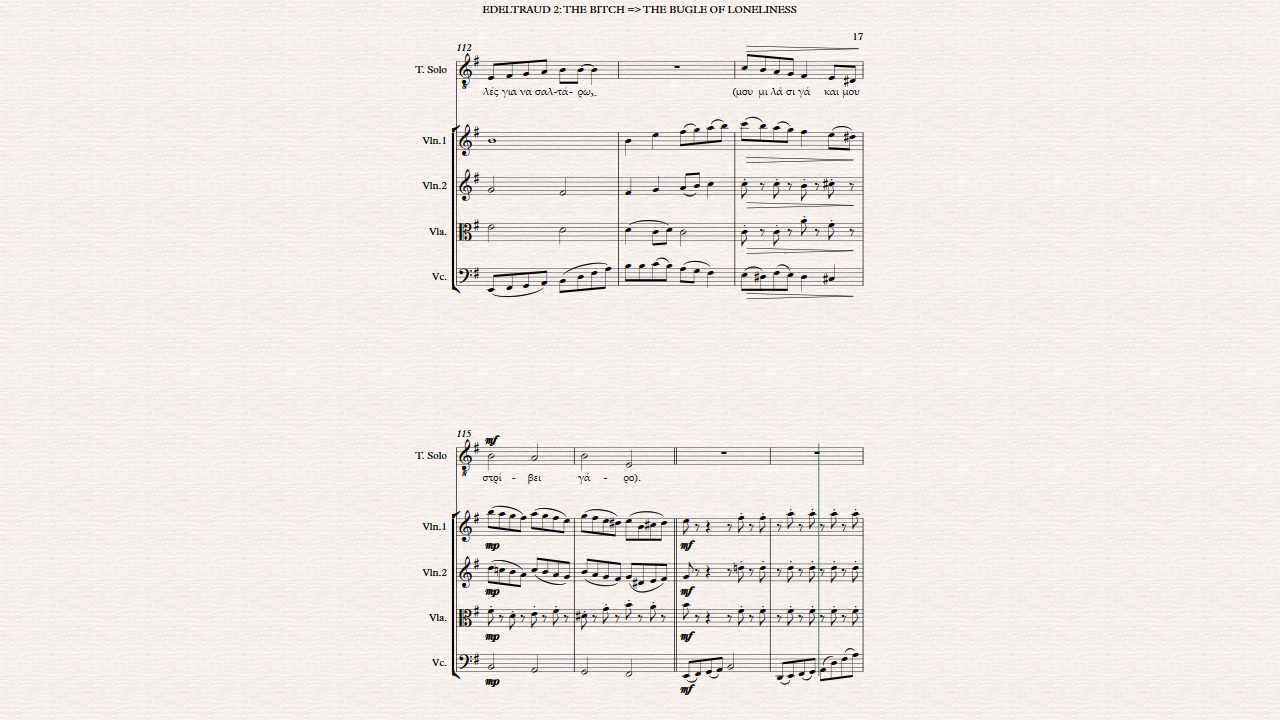 EDELTRAUD 2: THE BITCH => THE BUGLE OF LONELINESS
17
112
T. Solo
λές για να σαλ-τά- ρω,
(μου μι λά σι γά και μου
Vln.1
Vln.2
Vla.
Vc.
115
mf
T. Solo
στρί - βει γά - ρο).
Vln.1
mp mf
Vln.2
mp mf
Vla.
mp mf
Vc.
mp mf